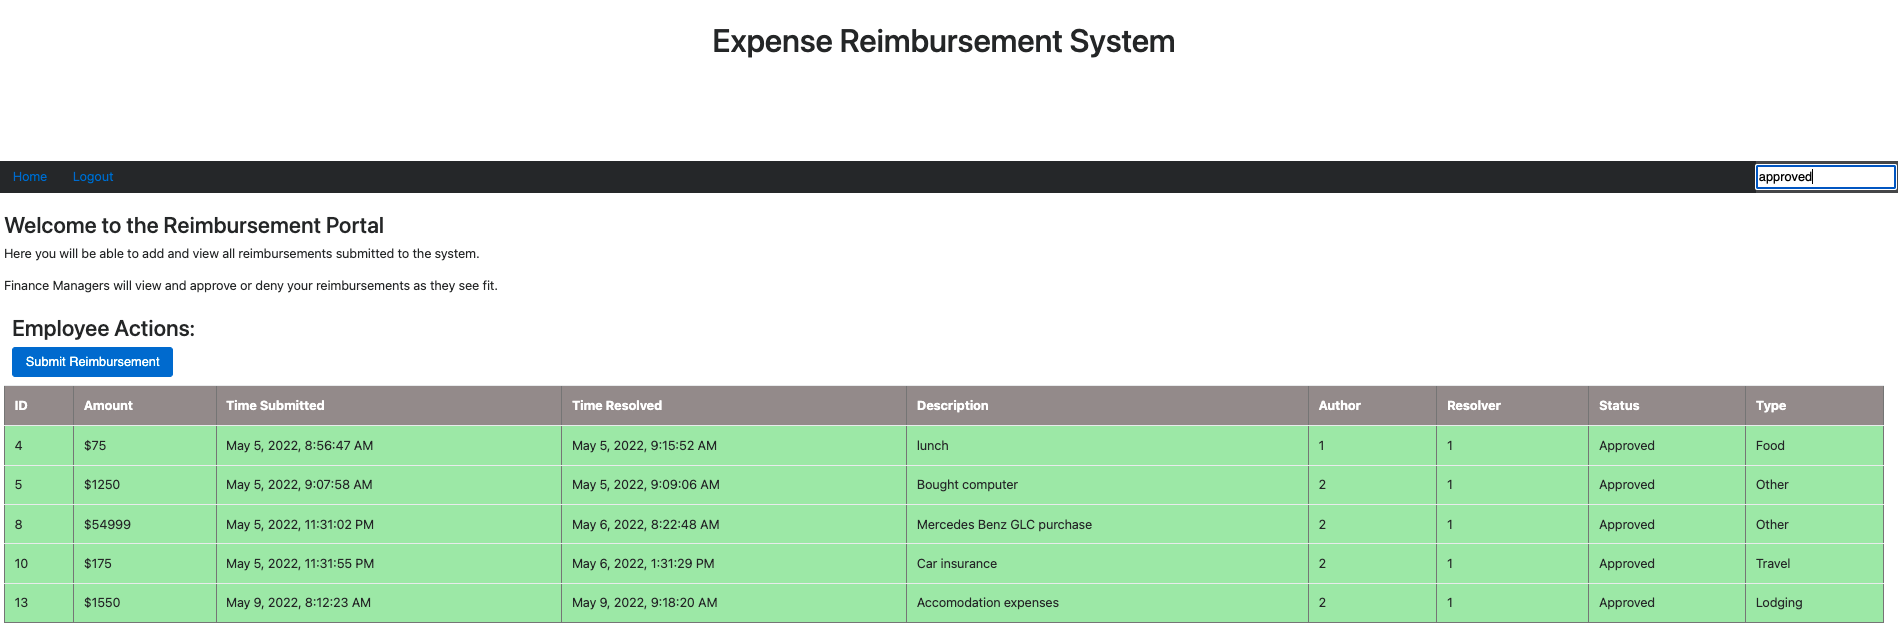 Expense Reimbursement System
Home Logout approved
Welcome to the Reimbursement Portal
Here you will be able to add and view all reimbursements submitted to the system.
Finance Managers will view and approve or deny your reimbursements as they see fit.
Employee Actions:
Submit Reimbursement
ID Amount Time Submitted Time Resolved Description Author Resolver Status Type
4 $75 May 5, 2022, 8:56:47 AM May 5, 2022, 9:15:52 AM lunch 1 1 Approved Food
5 $1250 May 5, 2022, 9:07:58 AM May 5, 2022, 9:09:06 AM Bought computer 2 1 Approved Other
8 $54999 May 5, 2022, 11:31:02 PM May 6, 2022, 8:22:48 AM Mercedes Benz GLC purchase 2 1 Approved Other
10 $175 May 5, 2022, 11:31:55 PM May 6, 2022, 1:31:29 PM Car insurance 2 1 Approved Travel
13 $1550 May 9, 2022, 8:12:23 AM May 9, 2022, 9:18:20 AM Accomodation expenses 2 1 Approved Lodging